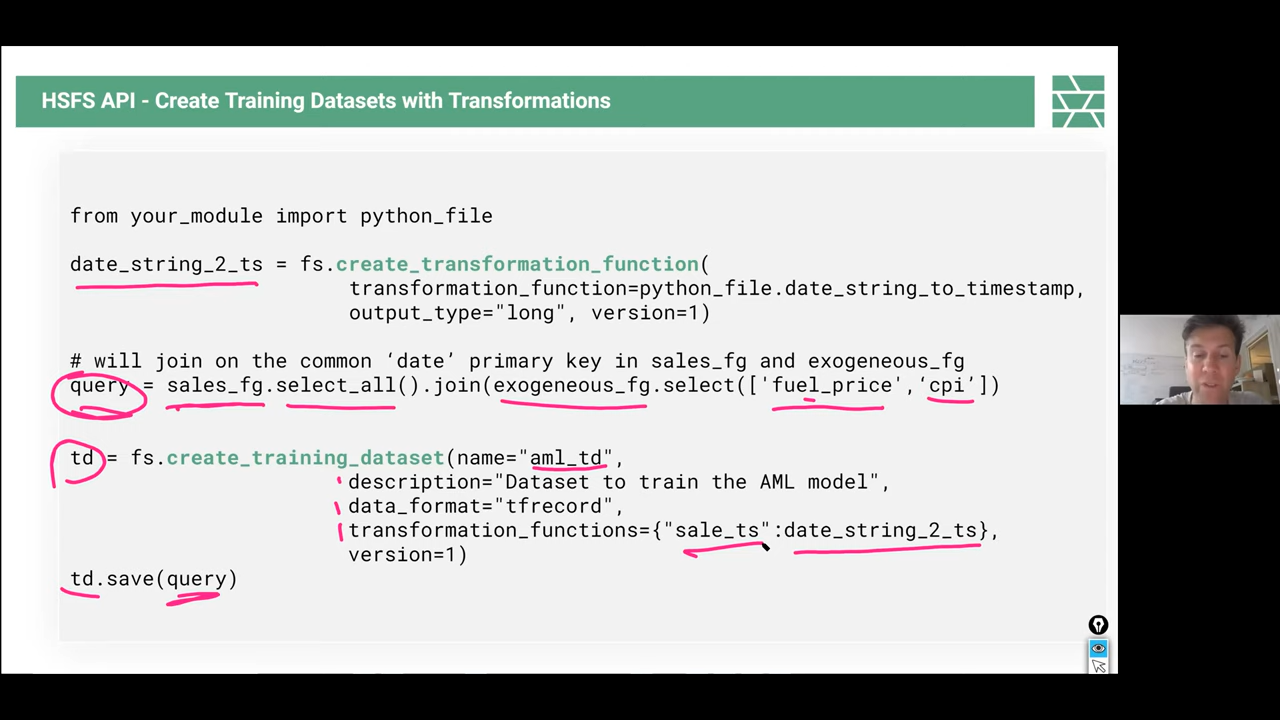 HSFS API - Create Training Datasets with Transformations
from your_module import python_file
date_string_2_ts = fs.create_transformation_function(
transformation_function=python_file.date_string_to_timestamp,
output_type="long", version=1)
# will join on the common ‘date’ primary key in sales_fg and exogeneous_fg
query = sales_fg.select_all().join(exogeneous_fg.select(['fuel_price',‘cpi’])
td = fs.create_training_dataset(name="aml_td",
description="Dataset to train the AML model",
data_format="tfrecord",
transformation_functions={"sale_ts":date_string_2_ts},
version=1)
td.save(query)